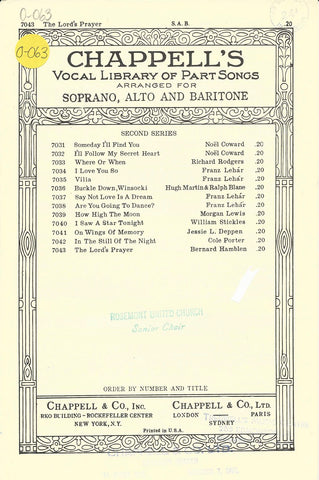 0-063
7043 The Lord's Prayer S.A.B. .20
0-063
CHAPPELL'S
VOCAL LIBRARY OF PART SONGS
ARRANGED FOR
SOPRANO, ALTO AND BARITONE
SECOND SERIES
7031 Someday I'll Find You Noël Coward .20
7032 I'll Follow My Secret Heart Noël Coward .20
7033 Where or When Richard Rodgers .20
7034 I Love You So Franz Lehár .20
7035 Vilia Franz Lehár .20
7036 Buckle Down, Winsocki Hugh Martin & Ralph Blane .20
7037 Say Not Love Is A Dream Franz Lehár .20
7038 Are You Going To Dance? Franz Lehár .20
7039 How High The Moon Morgan Lewis .20
7040 I Saw A Star Tonight William Stickles .20
7041 On Wings Of Memory Jessie L. Deppen .20
7042 In The Still Of The Night Cole Porter .20
7043 The Lord's Prayer Bernard Hamblen .20
ROSEMONT UNITED CHURCH
Senior Choir
ORDER BY NUMBER AND TITLE
CHAPPELL & CO., INC. CHAPPELL & CO., LTD.
RKO BUILDING - ROCKEFELLER CENTER LONDON PARIS
NEW YORK, N.Y. SYDNEY
Printed in U.S.A.